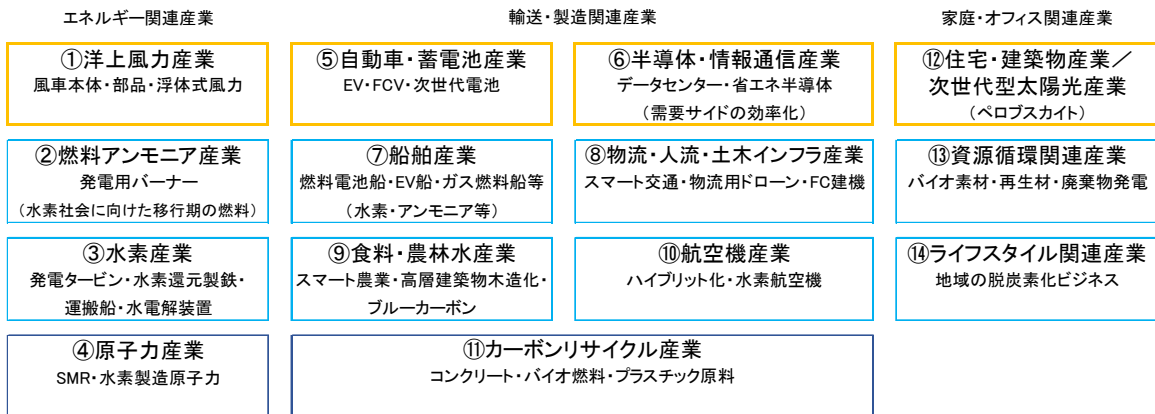 エネルギー関連産業
輸送・製造関連産業
家庭・オフィス関連産業
①洋上風力産業
風車本体・部品・浮体式風力
⑤自動車・蓄電池産業
EV・FCV・次世代電池
⑥半導体・情報通信産業
データセンター・省エネ半導体
（需要サイドの効率化）
⑫住宅・建築物産業／
次世代型太陽光産業
（ペロブスカイト）
②燃料アンモニア産業
発電用バーナー
（水素社会に向けた移行期の燃料）
⑦船舶産業
燃料電池船・EV船・ガス燃料船等
（水素・アンモニア等）
⑧物流・人流・土木インフラ産業
スマート交通・物流用ドローン・FC建機
⑬資源循環関連産業
バイオ素材・再生材・廃棄物発電
③水素産業
発電タービン・水素還元製鉄・
運搬船・水電解装置
⑨食料・農林水産業
スマート農業・高層建築物木造化・
ブルーカーボン
⑩航空機産業
ハイブリット化・水素航空機
⑭ライフスタイル関連産業
地域の脱炭素化ビジネス
④原子力産業
SMR・水素製造原子力
⑪カーボンリサイクル産業
コンクリート・バイオ燃料・プラスチック原料